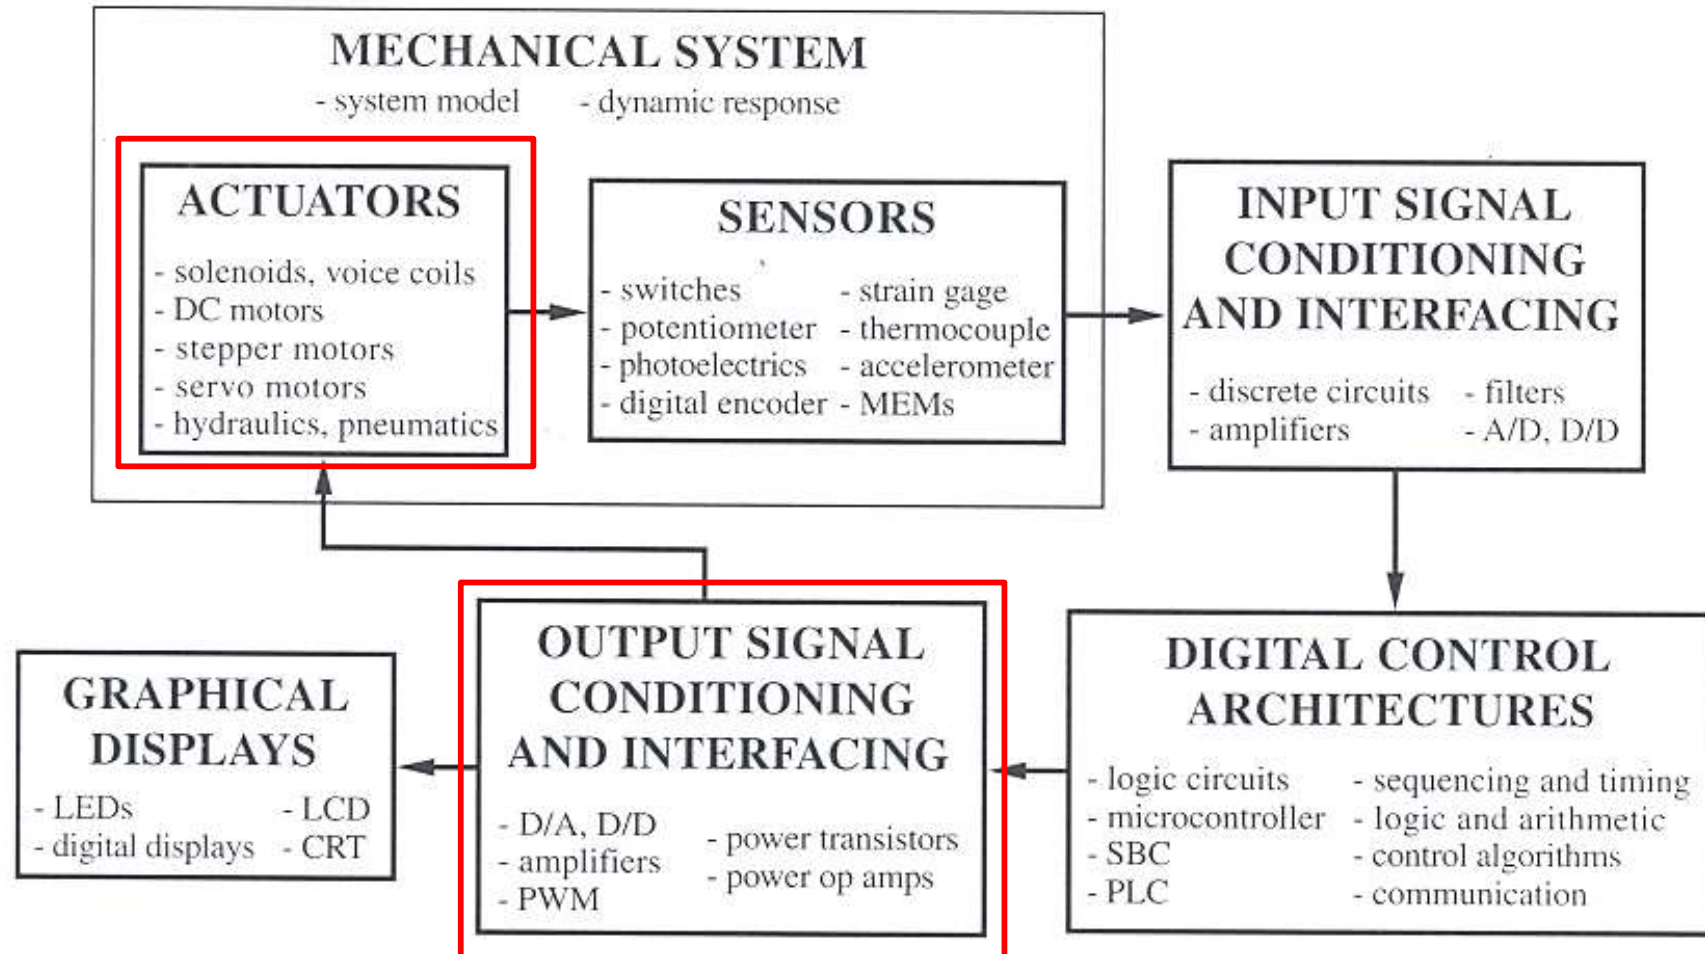 MECHANICAL SYSTEM
- system model - dynamic response
ACTUATORS
- solenoids, voice coils
- DC motors
- stepper motors
- servo motors
- hydraulics, pneumatics
SENSORS
- switches - strain gage
- potentiometer - thermocouple
- photoelectrics - accelerometer
- digital encoder - MEMs
INPUT SIGNAL
CONDITIONING
AND INTERFACING
- discrete circuits - filters
- amplifiers - A/D, D/D
GRAPHICAL
DISPLAYS
- LEDs - LCD
- digital displays - CRT
OUTPUT SIGNAL
CONDITIONING
AND INTERFACING
- D/A, D/D - power transistors
- amplifiers - power op amps
- PWM
DIGITAL CONTROL
ARCHITECTURES
- logic circuits - sequencing and timing
- microcontroller - logic and arithmetic
- SBC - control algorithms
- PLC - communication